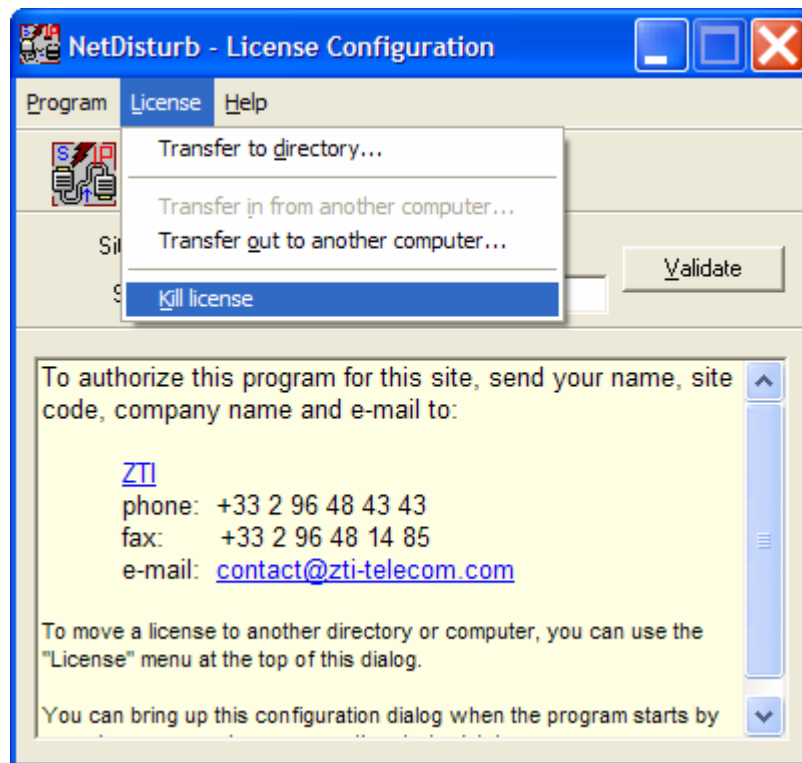 NetDisturb - License Configuration
Program License Help
S P
Transfer to directory...
Transfer in from another computer...
Transfer out to another computer...
Kill license
Validate
To authorize this program for this site, send your name, site
code, company name and e-mail to:
ZTI
phone: +33 2 96 48 43 43
fax: +33 2 96 48 14 85
e-mail: contact@zti-telecom.com
To move a license to another directory or computer, you can use the
"License" menu at the top of this dialog.
You can bring up this configuration dialog when the program starts by